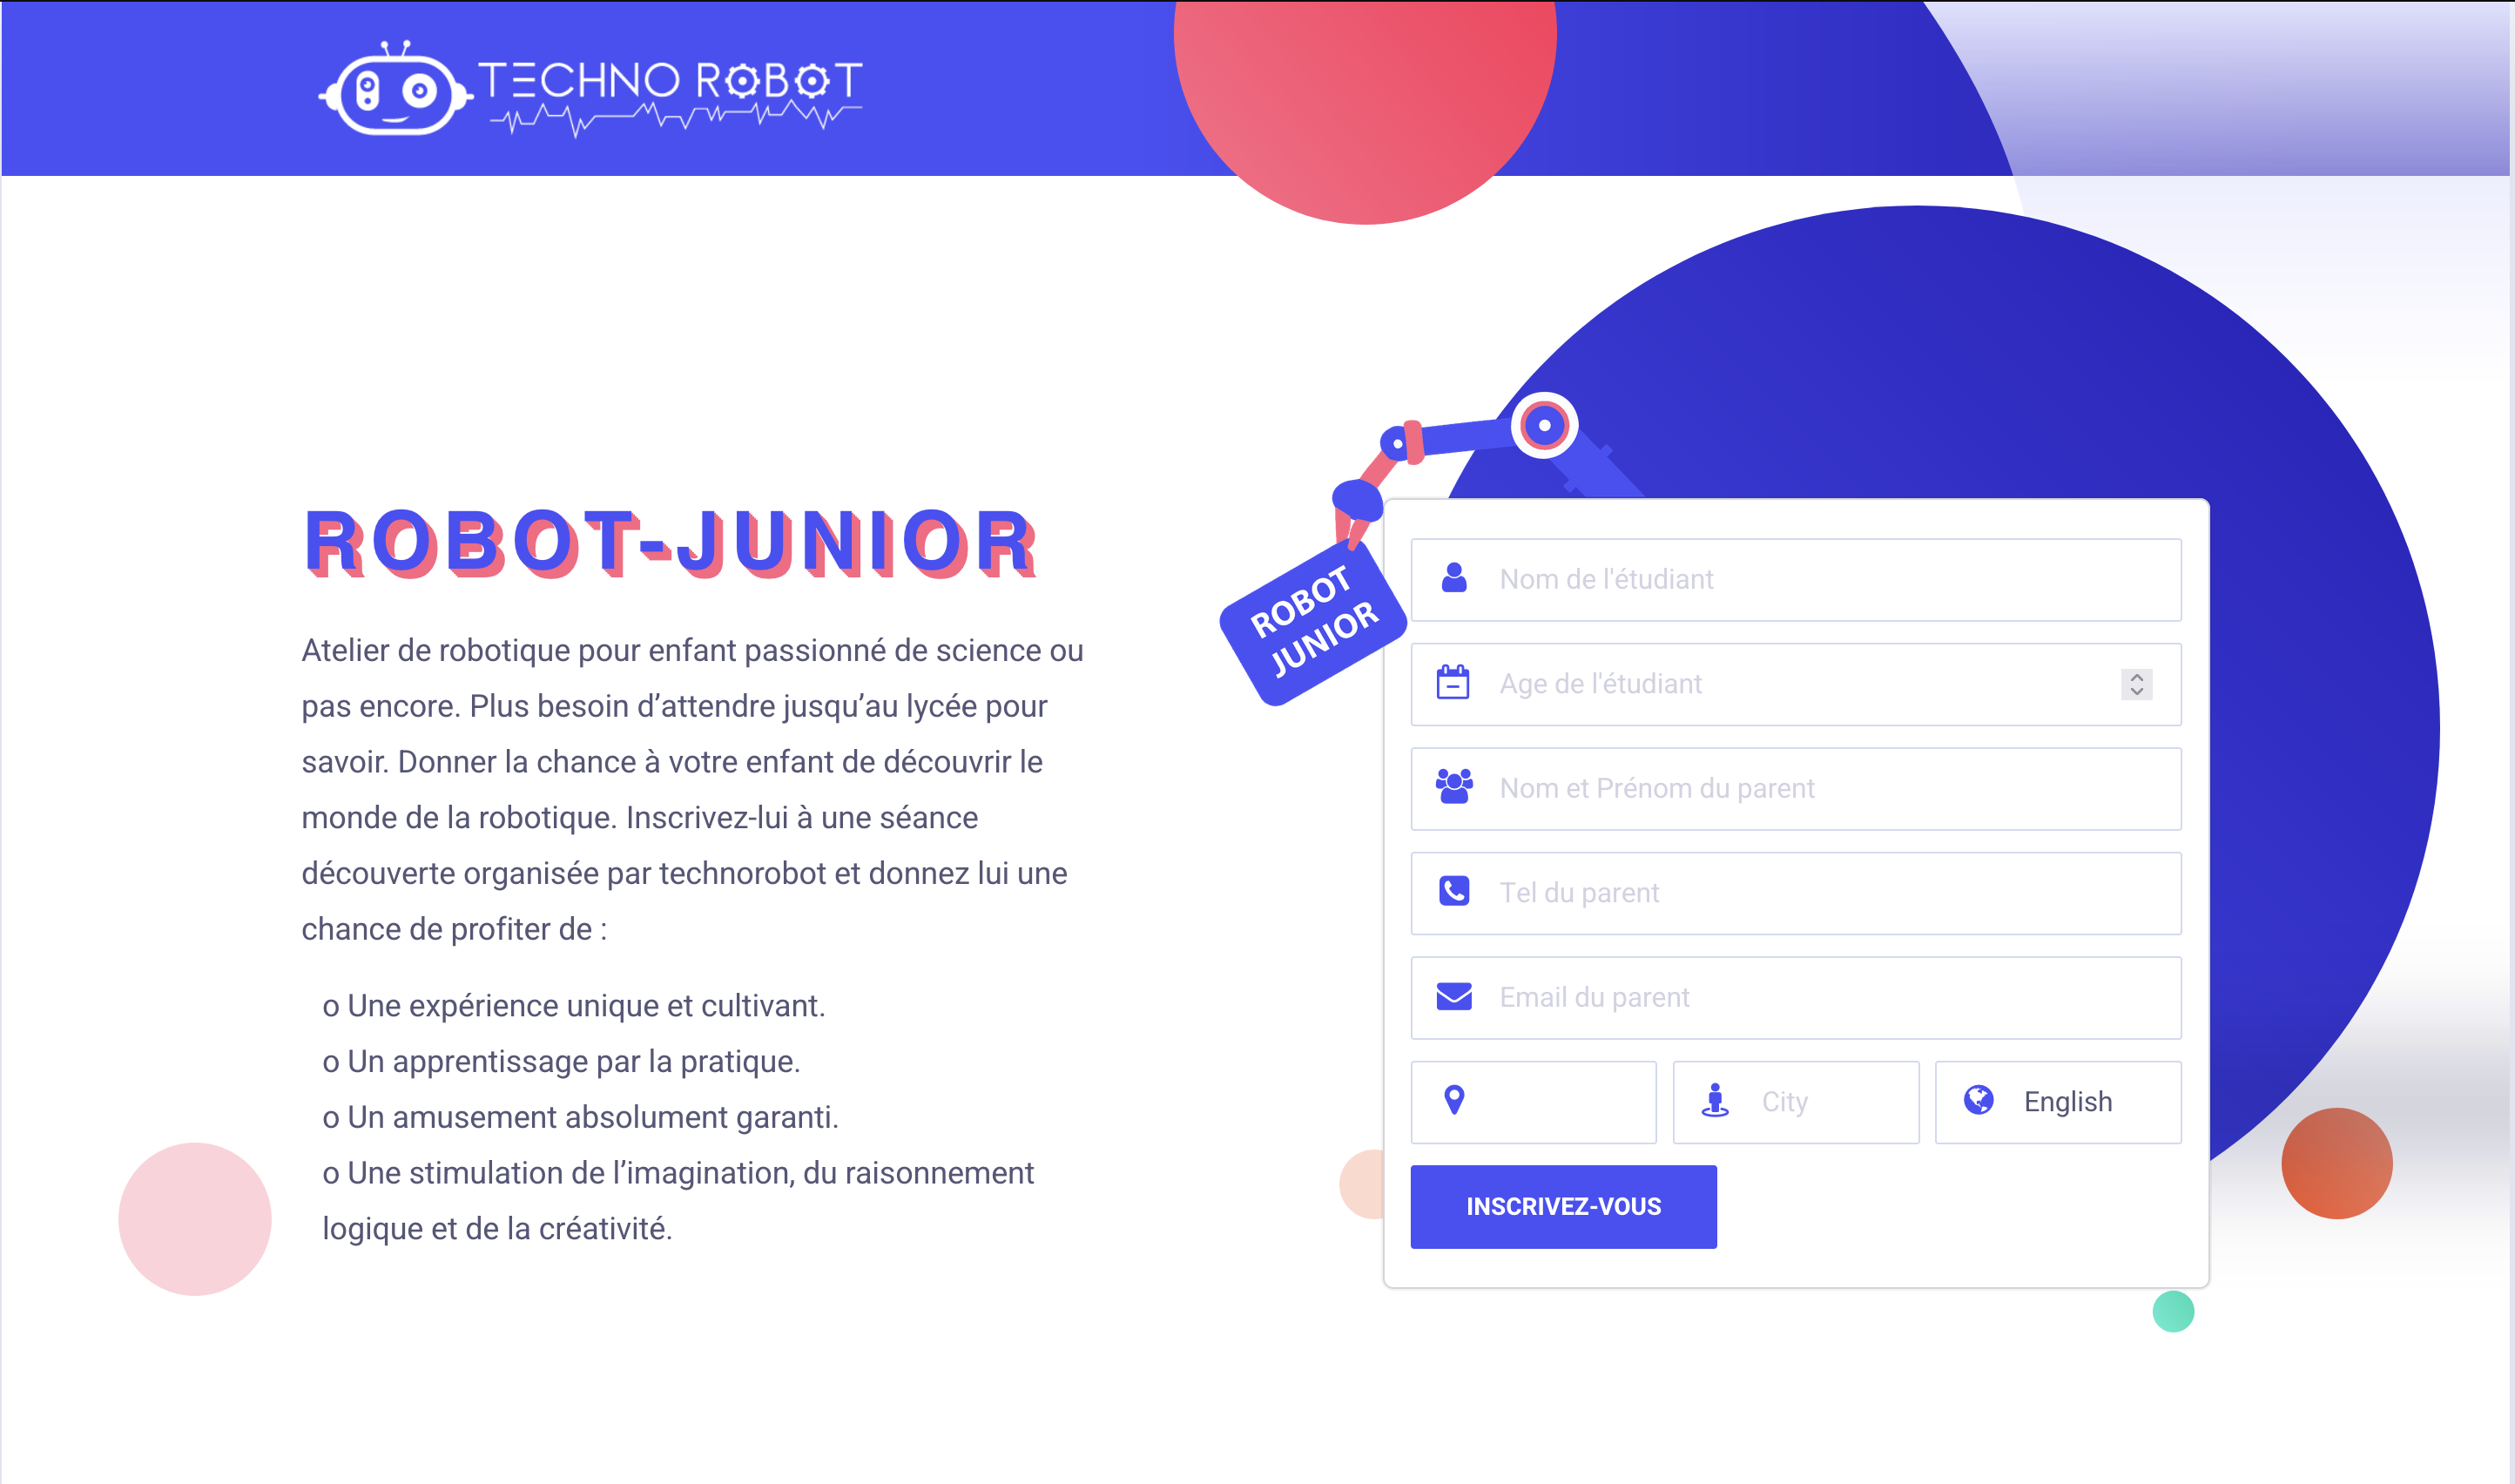 TECHNO ROBOT
ROBOT-JUNIOR
Atelier de robotique pour enfant passionné de science ou
pas encore. Plus besoin d’attendre jusqu’au lycée pour
savoir. Donner la chance à votre enfant de découvrir le
monde de la robotique. Inscrivez-lui à une séance
découverte organisée par technorobot et donnez lui une
chance de profiter de :
o Une expérience unique et cultivant.
o Un apprentissage par la pratique.
o Un amusement absolument garanti.
o Une stimulation de l’imagination, du raisonnement
logique et de la créativité.
ROBOT
JUNIOR
Nom de l'étudiant
Age de l'étudiant
Nom et Prénom du parent
Tel du parent
Email du parent
City
English
INSCRIVEZ-VOUS